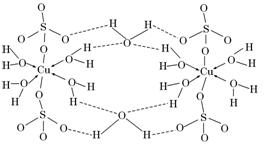 O O
H H
S S
O O O O
O
H O H H O H
H O O H H O O H
Cu Cu
H O O H H O O H
H O H H O H
O
S S
O O H H O O
O O